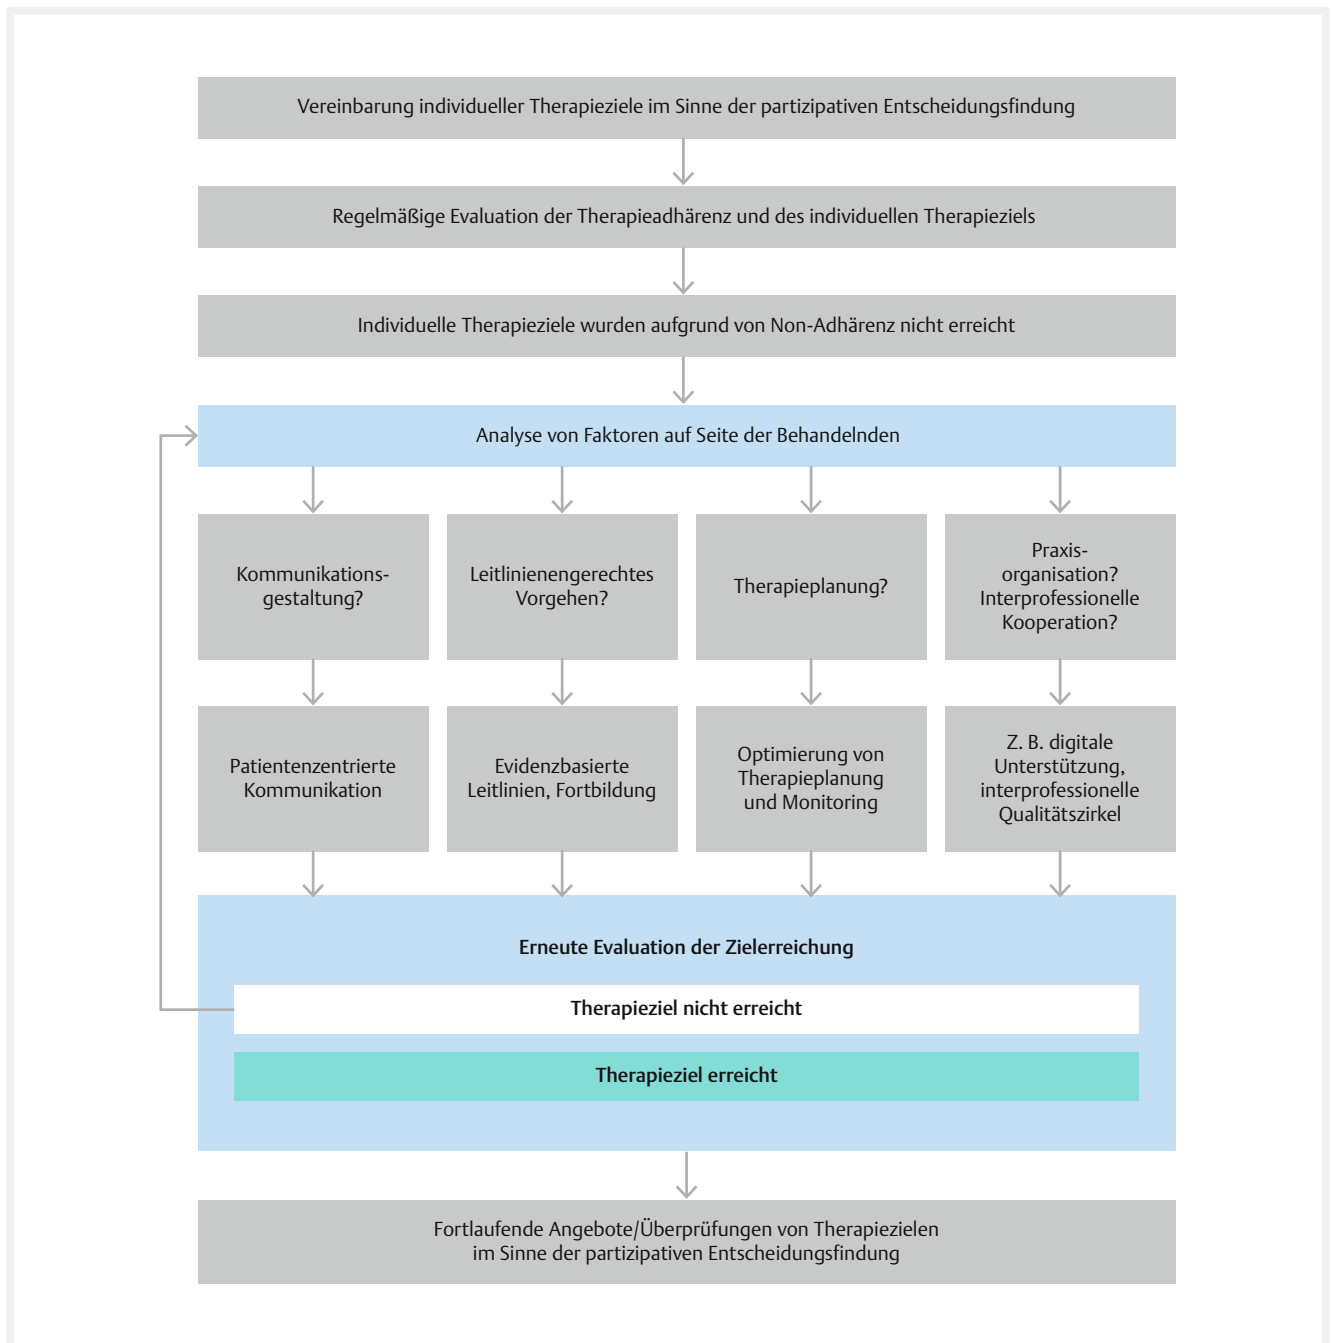 Vereinbarung individueller Therapieziele im Sinne der partizipativen Entscheidungsfindung
Regelmäßige Evaluation der Therapieadhärenz und des individuellen Therapieziels
Individuelle Therapieziele wurden aufgrund von Non-Adhärenz nicht erreicht
Analyse von Faktoren auf Seite der Behandelnden
Kommunikations-
gestaltung?
Leitlinienengerechtes
Vorgehen?
Therapieplanung?
Praxis-
organisation?
Interprofessionelle
Kooperation?
Patientenzentrierte
Kommunikation
Evidenzbasierte
Leitlinien, Fortbildung
Optimierung von
Therapieplanung
und Monitoring
Z. B. digitale
Unterstützung,
interprofessionelle
Qualitätszirkel
Erneute Evaluation der Zielerreichung
Therapieziel nicht erreicht
Therapieziel erreicht
Fortlaufende Angebote/Überprüfungen von Therapiezielen
im Sinne der partizipativen Entscheidungsfindung